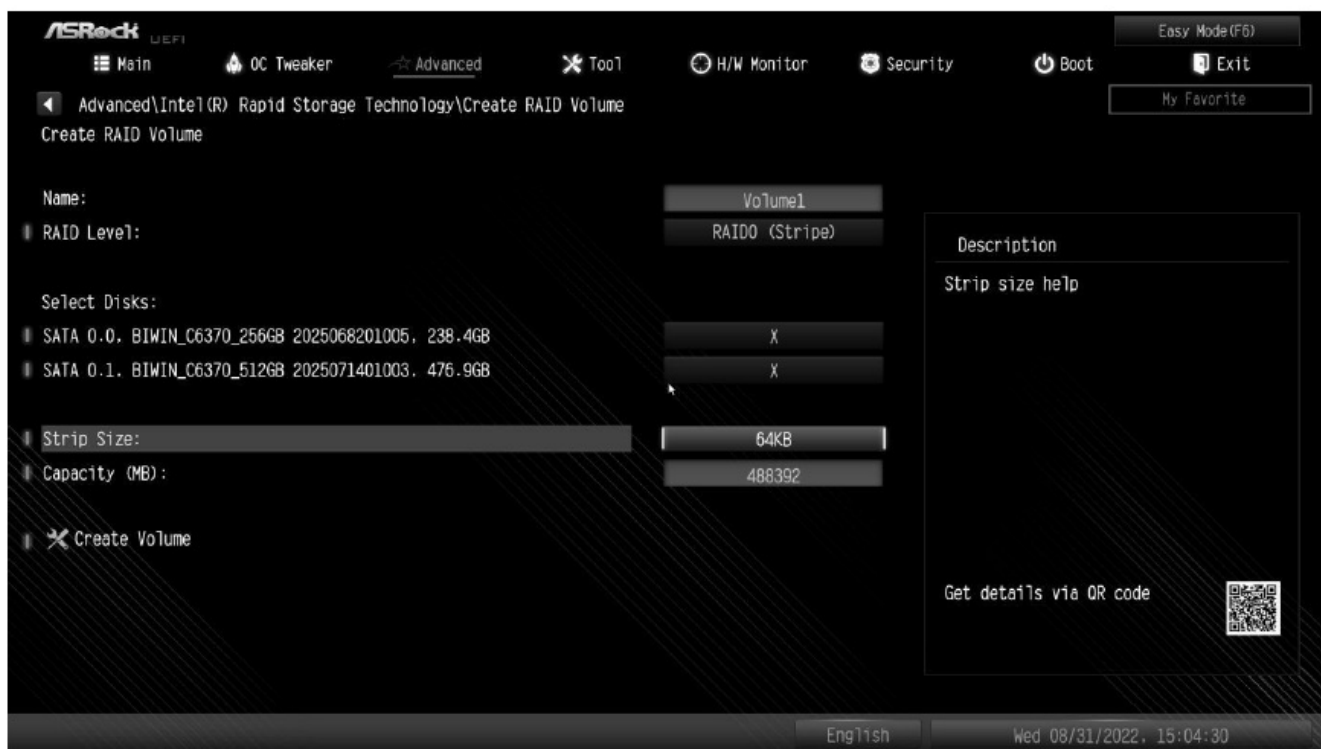 ASRock UEFI
Easy Mode(F6)
Main OC Tweaker Advanced Tool H/W Monitor Security Boot Exit
Advanced\Intel(R) Rapid Storage Technology\Create RAID Volume
My Favorite
Create RAID Volume
Name: Volume1
RAID Level: RAID0 (Stripe)
Description
Strip size help
Select Disks:
SATA 0.0, BIWIN_C6370_256GB 2025068201005, 238.4GB X
SATA 0.1, BIWIN_C6370_512GB 2025071401003, 476.9GB X
Strip Size: 64KB
Capacity (MB): 488392
Create Volume
Get details via QR code
English Wed 08/31/2022, 15:04:30